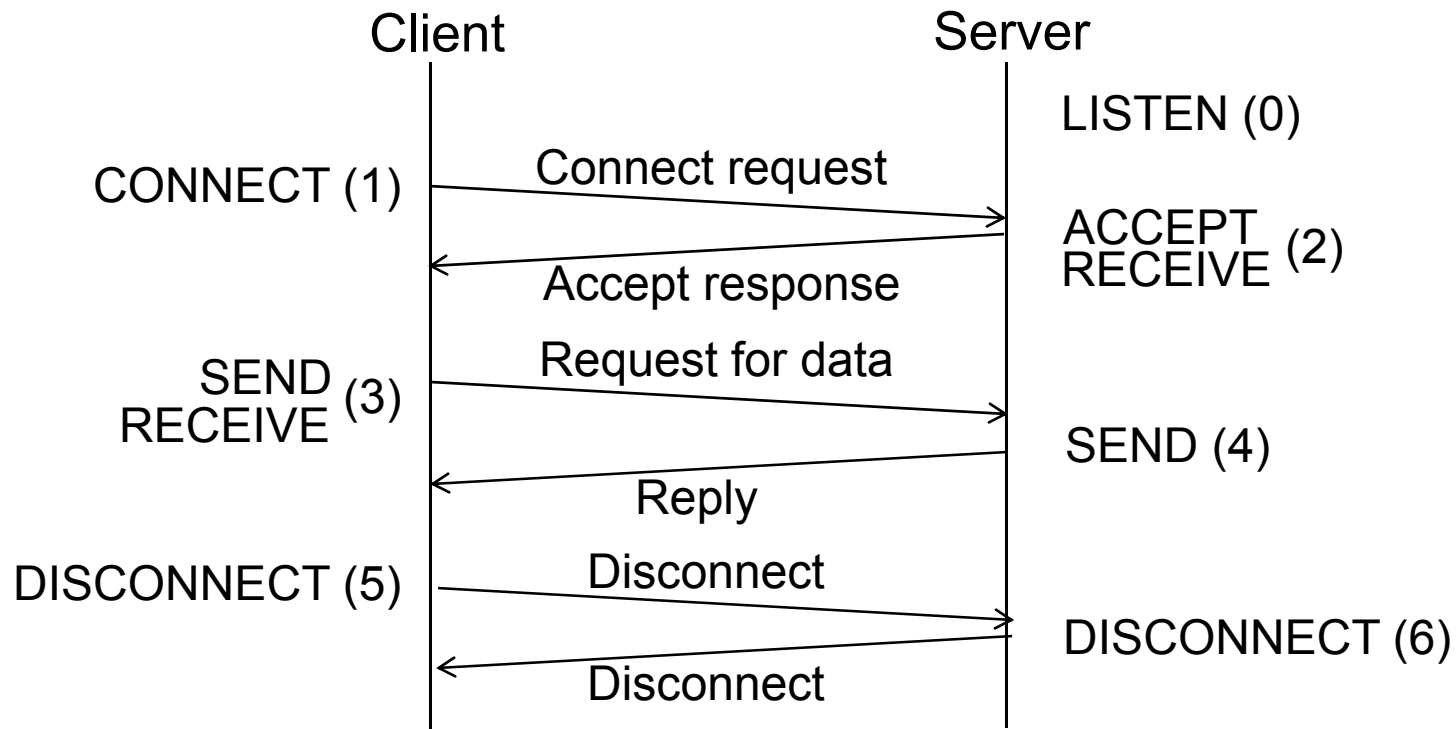 Client
Server
LISTEN (0)
CONNECT (1)
Connect request
ACCEPT
RECEIVE (2)
Accept response
Request for data
SEND
RECEIVE (3)
SEND (4)
Reply
DISCONNECT (5)
Disconnect
DISCONNECT (6)
Disconnect